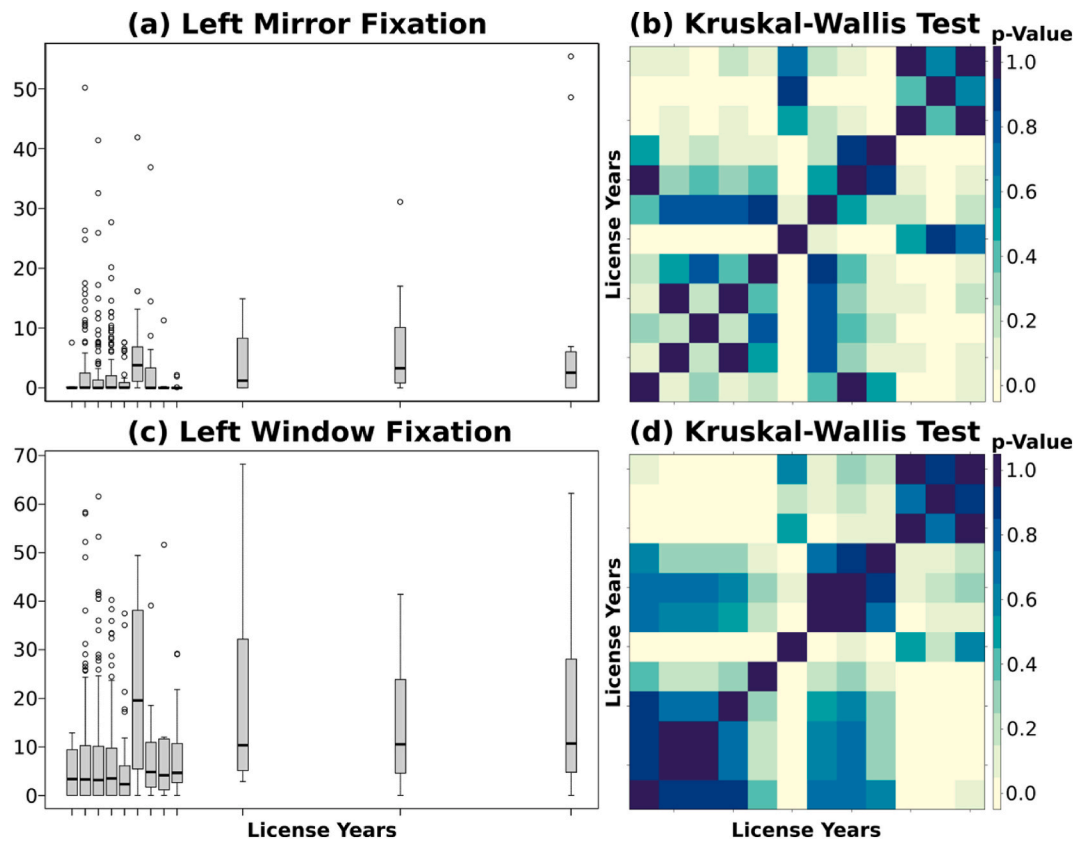 (a) Left Mirror Fixation
(b) Kruskal-Wallis Test
p-Value
50
40
30
20
10
0
License Years
1.0
0.8
0.6
0.4
0.2
0.0
(c) Left Window Fixation
(d) Kruskal-Wallis Test
p-Value
70
60
50
40
30
20
10
0
License Years
License Years
1.0
0.8
0.6
0.4
0.2
0.0
License Years